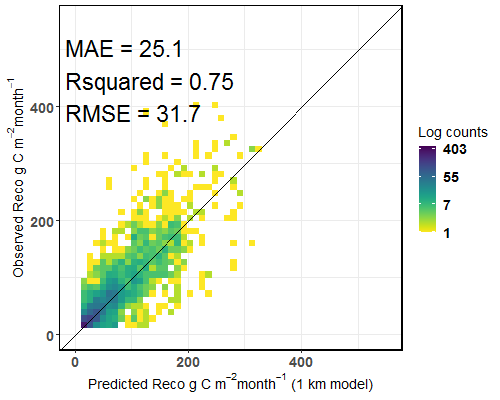 MAE = 25.1
Rsquared = 0.75
RMSE = 31.7
Observed Reco g C m⁻²month⁻¹
400
200
0
0 200 400
Predicted Reco g C m⁻²month⁻¹ (1 km model)
Log counts
403
55
7
1